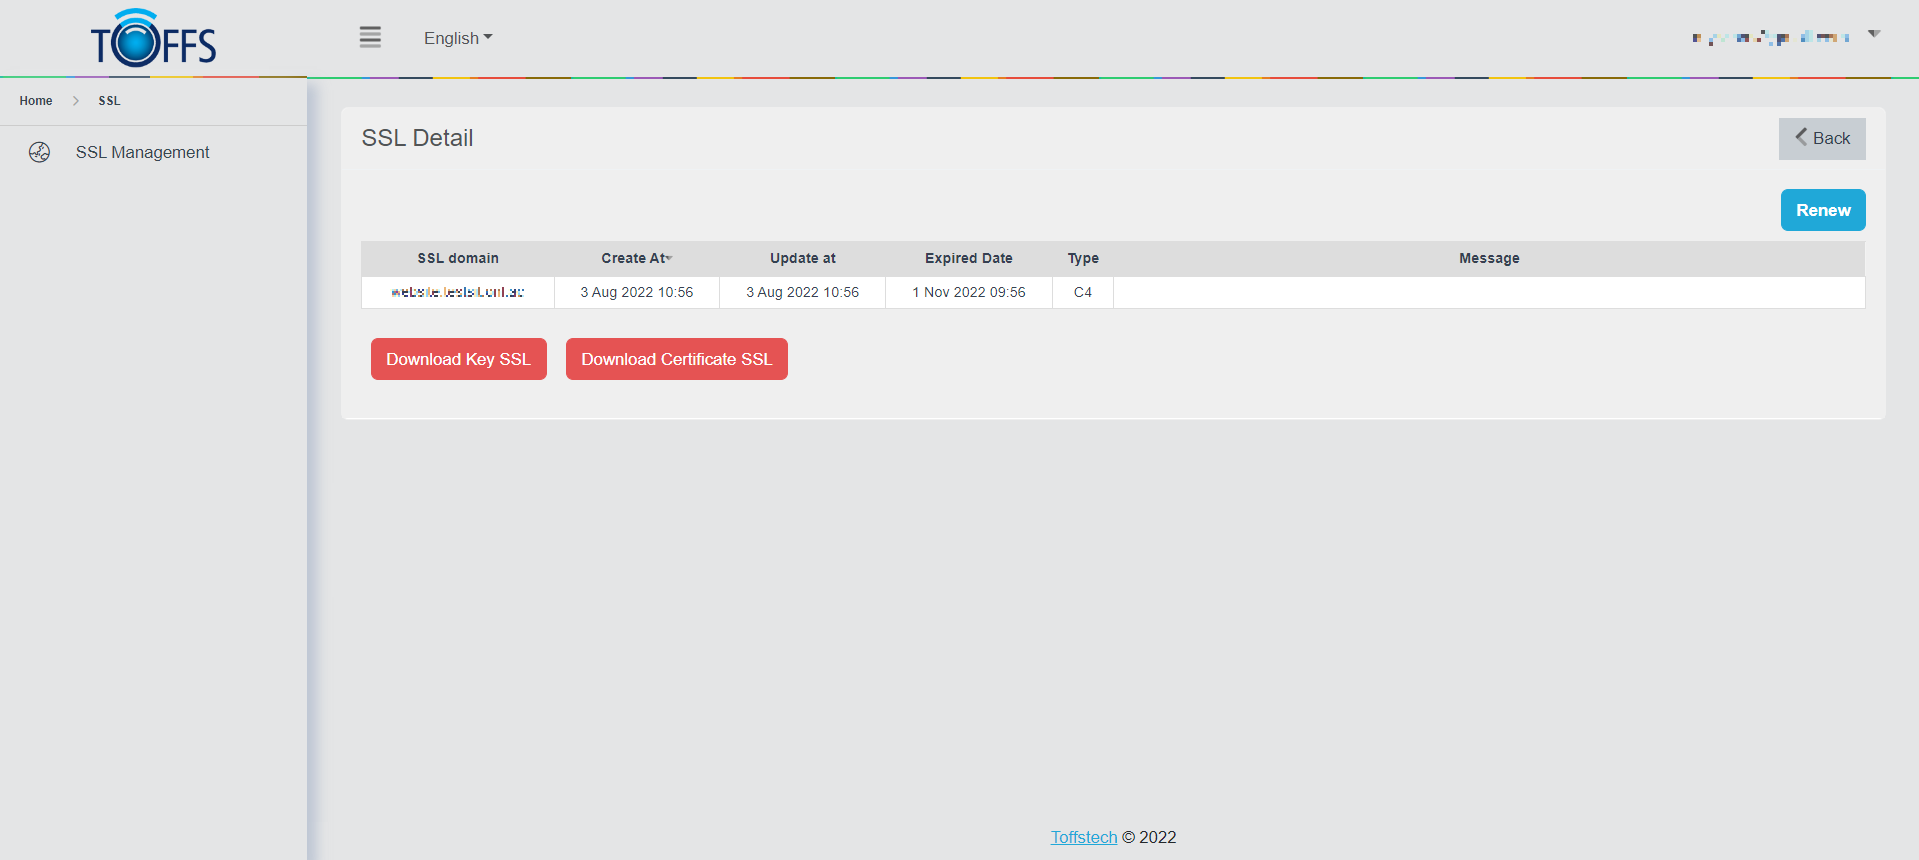 TOFFS
English
Home > SSL
SSL Management
SSL Detail
Back
Renew
SSL domain Create At Update at Expired Date Type Message
3 Aug 2022 10:56 3 Aug 2022 10:56 1 Nov 2022 09:56 C4
Download Key SSL Download Certificate SSL
Toffstech © 2022